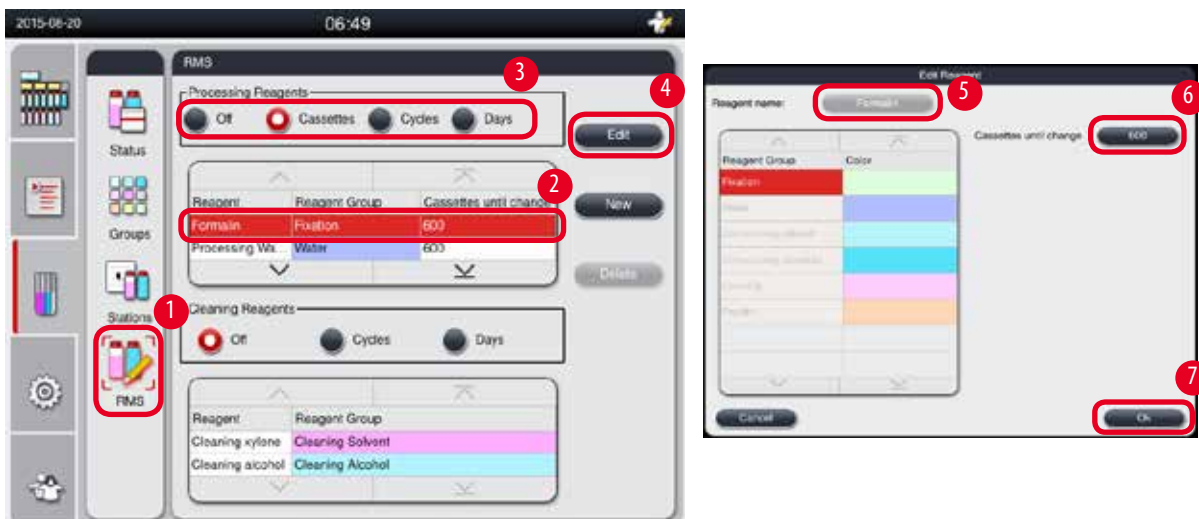 2015-08-20 06:49
RMS
3
Processing Reagents
4
Off Cassettes Cycles Days
Edit
Status
2
Reagent Reagent Group Cassettes until change
New
Formalin Fixation 600
Groups
Processing Wa... Water 600
Delete
1
Stations
Cleaning Reagents
Off Cycles Days
RMS
Reagent Reagent Group
Cleaning xylene Cleaning Solvent
Cleaning alcohol Cleaning Alcohol
Edit Reagent
5
6
Reagent name: Formalin
Cassettes until change 600
Reagent Group Color
Fixation
7
Cancel Ok